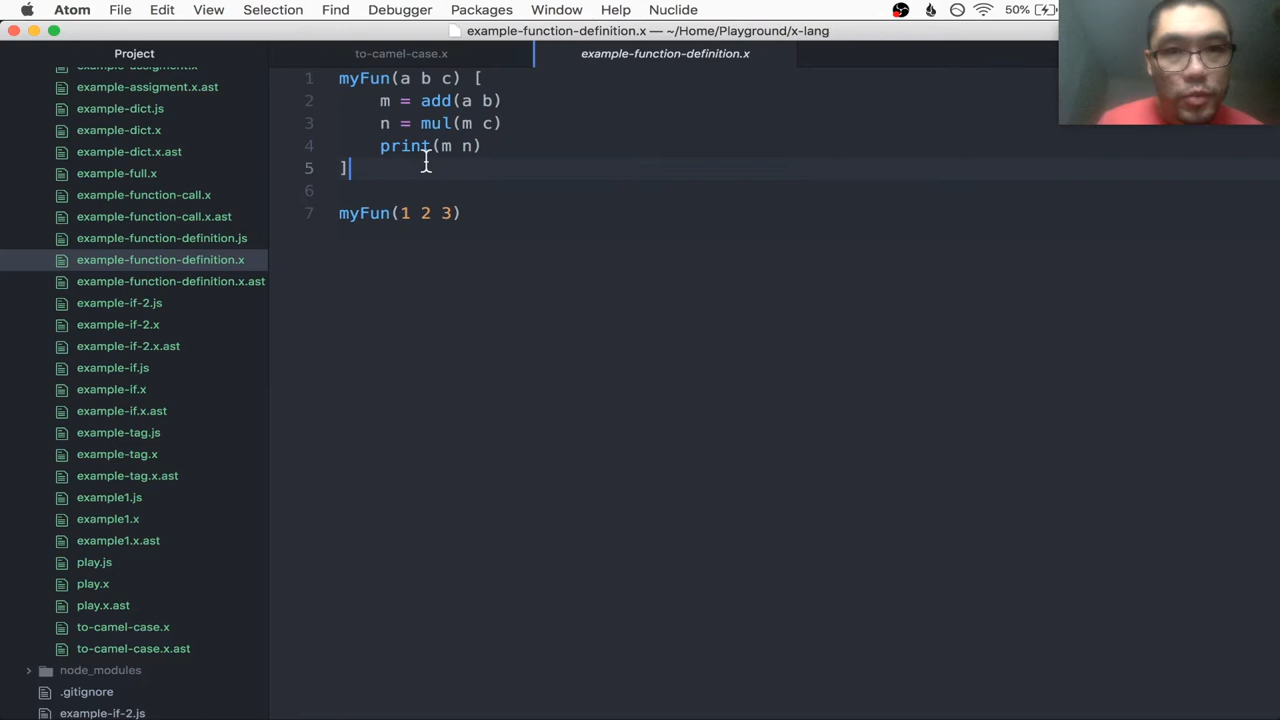 Atom File Edit View Selection Find Debugger Packages Window Help Nuclide 50%
example-function-definition.x — ~/Home/Playground/x-lang
Project
to-camel-case.x
example-function-definition.x
example-assigment.x.ast
example-dict.js
example-dict.x
example-dict.x.ast
example-full.x
example-function-call.x
example-function-call.x.ast
example-function-definition.js
example-function-definition.x
example-function-definition.x.ast
example-if-2.js
example-if-2.x
example-if-2.x.ast
example-if.js
example-if.x
example-if.x.ast
example-tag.js
example-tag.x
example-tag.x.ast
example1.js
example1.x
example1.x.ast
play.js
play.x
play.x.ast
to-camel-case.x
to-camel-case.x.ast
node_modules
.gitignore
example-if-2.js
1 myFun(a b c) [
2 m = add(a b)
3 n = mul(m c)
4 print(m n)
5 ]
6
7 myFun(1 2 3)